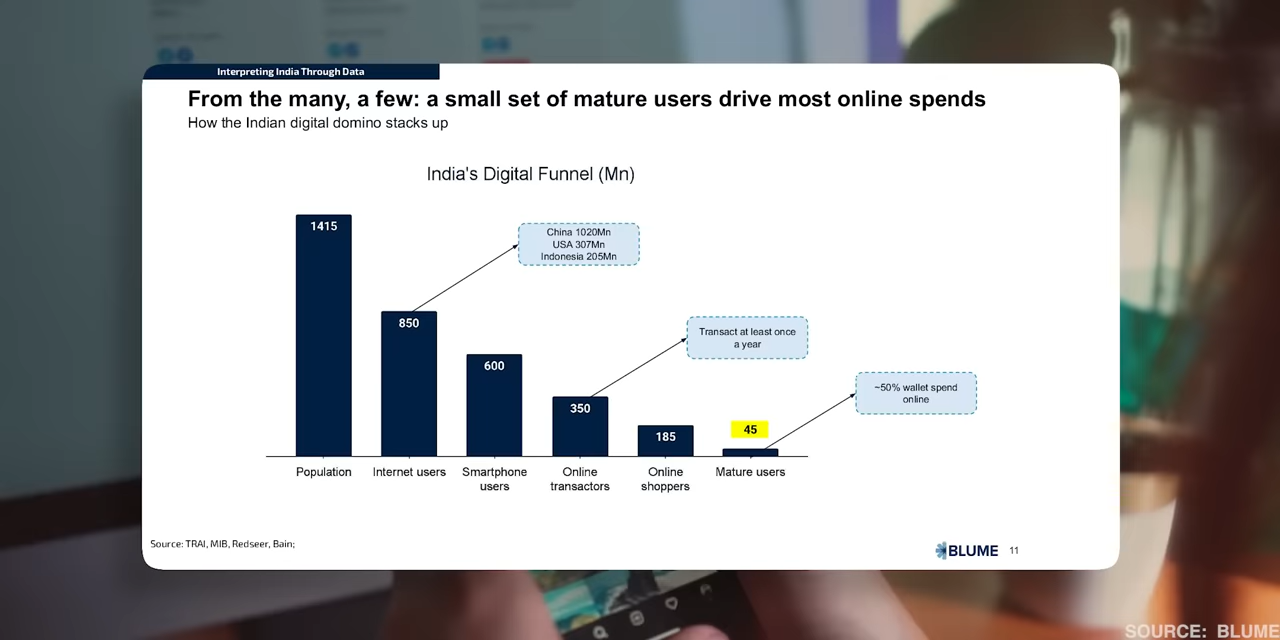 Interpreting India Through Data
From the many, a few: a small set of mature users drive most online spends
How the Indian digital domino stacks up
India's Digital Funnel (Mn)
1415
850
600
350
185
45
China 1020Mn
USA 307Mn
Indonesia 205Mn
Transact at least once
a year
~50% wallet spend
online
Population
Internet users
Smartphone
users
Online
transactors
Online
shoppers
Mature users
Source: TRAI, MIB, Redseer, Bain;
BLUME
11
SOURCE: BLUME